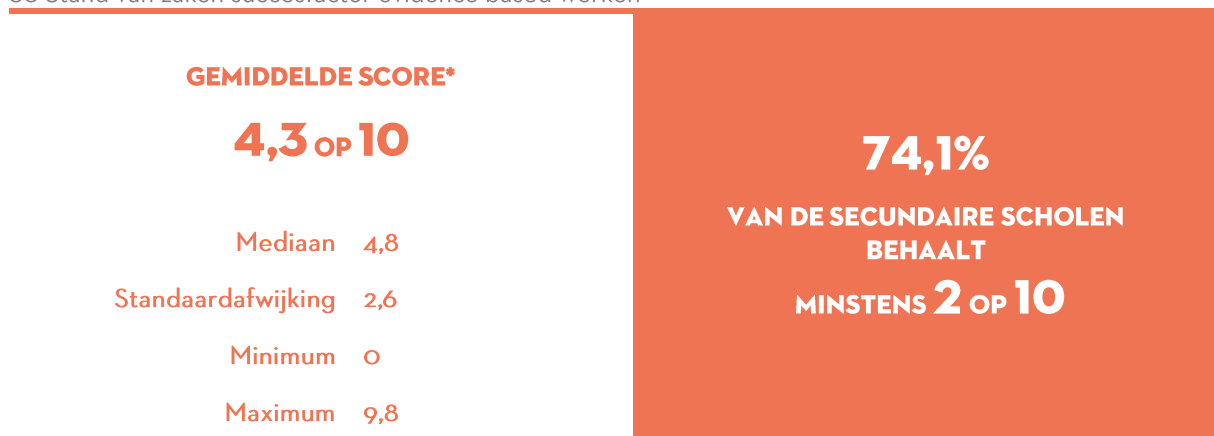 GEMIDDELDE SCORE*
4,3 OP 10
Mediaan 4,8
Standaardafwijking 2,6
Minimum 0
Maximum 9,8
74,1%
VAN DE SECUNDAIRE SCHOLEN
BEHAALT
MINSTENS 2 OP 10